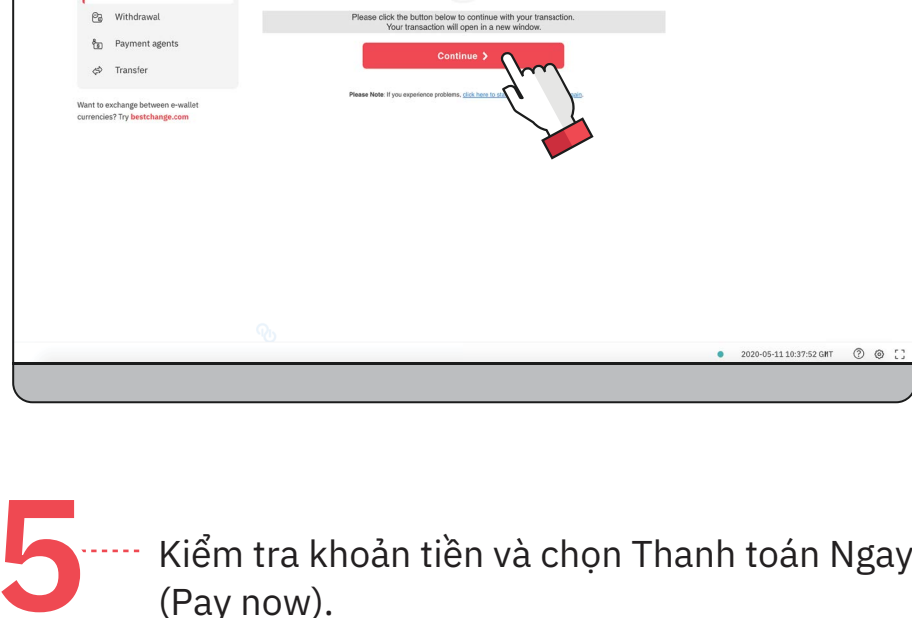 Withdrawal
Payment agents
Transfer
Want to exchange between e-wallet
currencies? Try bestchange.com
Please click the button below to continue with your transaction.
Your transaction will open in a new window.
Continue
Please Note: If you experience problems, click here to
2020-05-11 10:37:52 GMT
5
Kiểm tra khoản tiền và chọn Thanh toán Ngay
(Pay now).